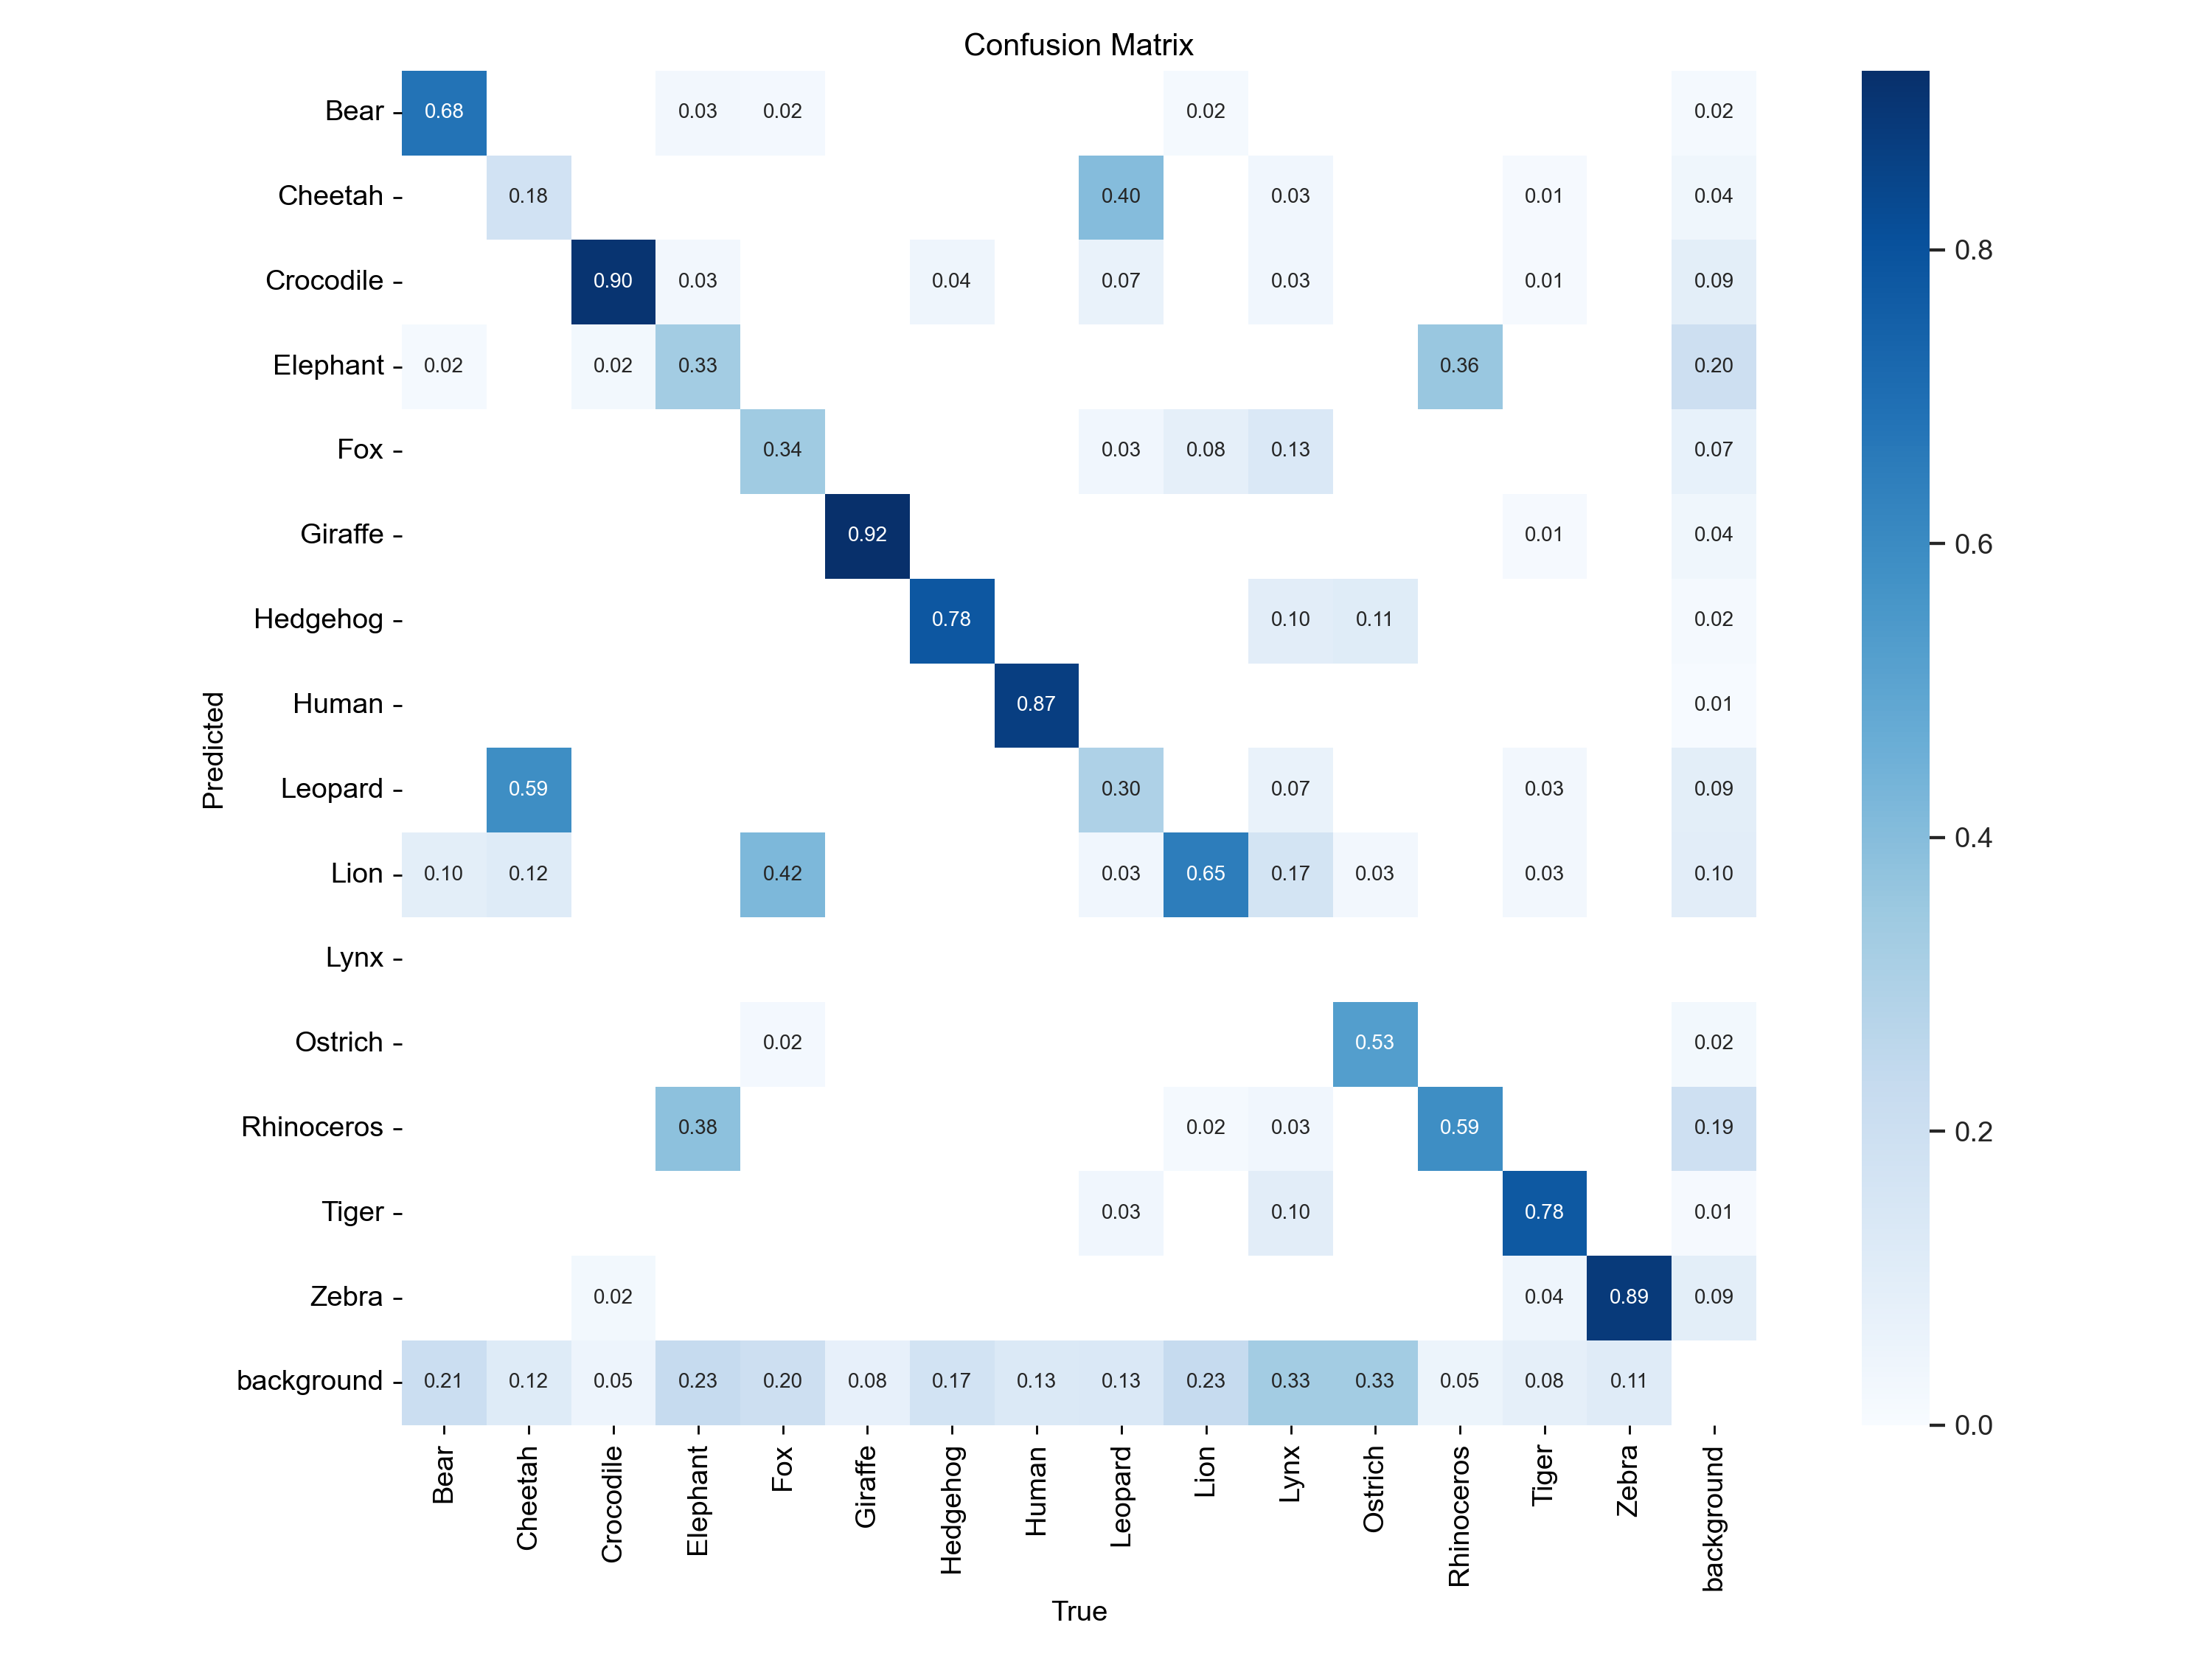 Confusion Matrix
Bear 0.68 0.03 0.02 0.02 0.02
Cheetah 0.18 0.40 0.03 0.01 0.04
0.8
Crocodile 0.90 0.03 0.04 0.07 0.03 0.01 0.09
Elephant 0.02 0.02 0.33 0.36 0.20
Fox 0.34 0.03 0.08 0.13 0.07
0.6
Giraffe 0.92 0.01 0.04
Hedgehog 0.78 0.10 0.11 0.02
Human 0.87 0.01
Predicted
Leopard 0.59 0.30 0.07 0.03 0.09
0.4
Lion 0.10 0.12 0.42 0.03 0.65 0.17 0.03 0.03 0.10
Lynx
Ostrich 0.02 0.53 0.02
Rhinoceros 0.38 0.02 0.03 0.59 0.19
0.2
Tiger 0.03 0.10 0.78 0.01
Zebra 0.02 0.04 0.89 0.09
background 0.21 0.12 0.05 0.23 0.20 0.08 0.17 0.13 0.13 0.23 0.33 0.33 0.05 0.08 0.11
0.0
Bear Cheetah Crocodile Elephant Fox Giraffe Hedgehog Human Leopard Lion Lynx Ostrich Rhinoceros Tiger Zebra background
True